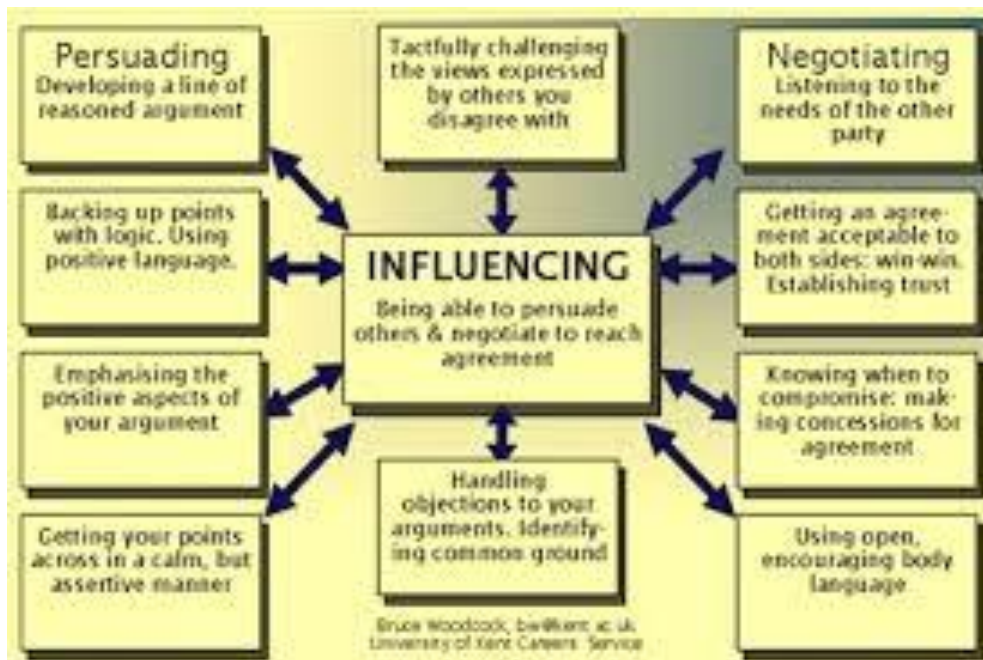 Persuading
Developing a line of
reasoned argument
Tactfully challenging
the views expressed
by others you
disagree with
Negotiating
Listening to the
needs of the other
party
Backing up points
with logic. Using
positive language.
INFLUENCING
Being able to persuade
others & negotiate to reach
agreement
Getting an agree-
ment acceptable to
both sides: win-win.
Establishing trust
Emphasising the
positive aspects of
your argument
Knowing when to
compromise: mak-
ing concessions for
agreement
Getting your points
across in a calm, but
assertive manner
Handling
objections to your
arguments. Identify-
ing common ground
Using open,
encouraging body
language
Bruce Woodcock, bw@kent.ac.uk
University of Kent Careers Service